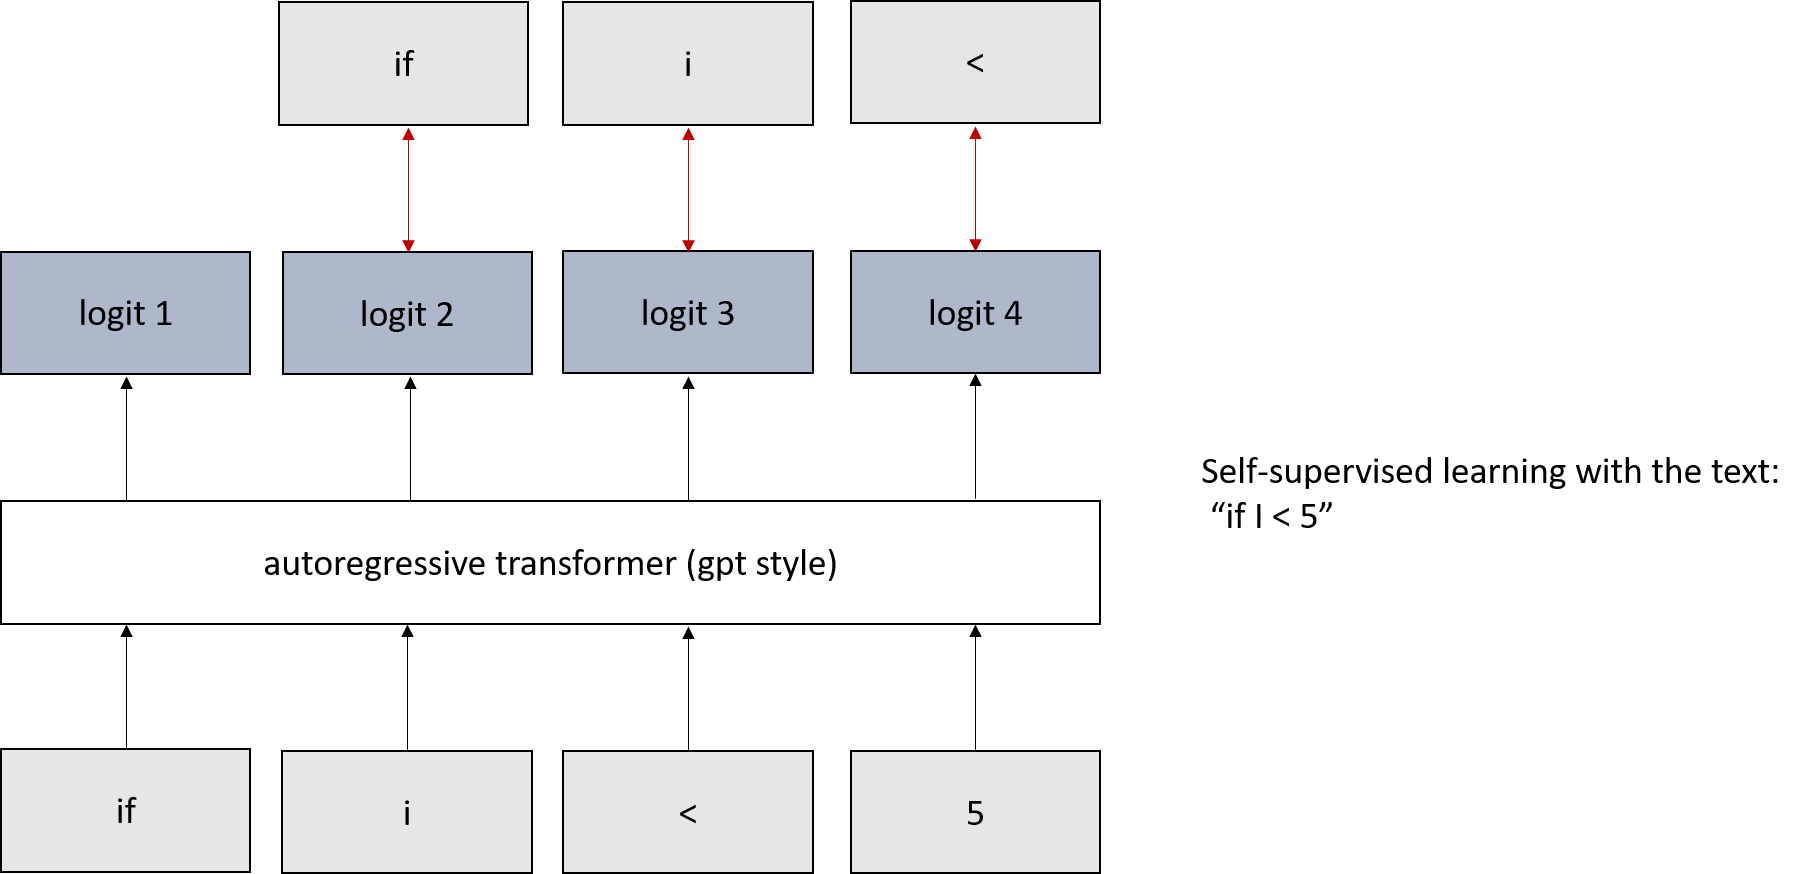 if
i
<
logit 1
logit 2
logit 3
logit 4
autoregressive transformer (gpt style)
Self-supervised learning with the text:
“if I < 5”
if
i
<
5